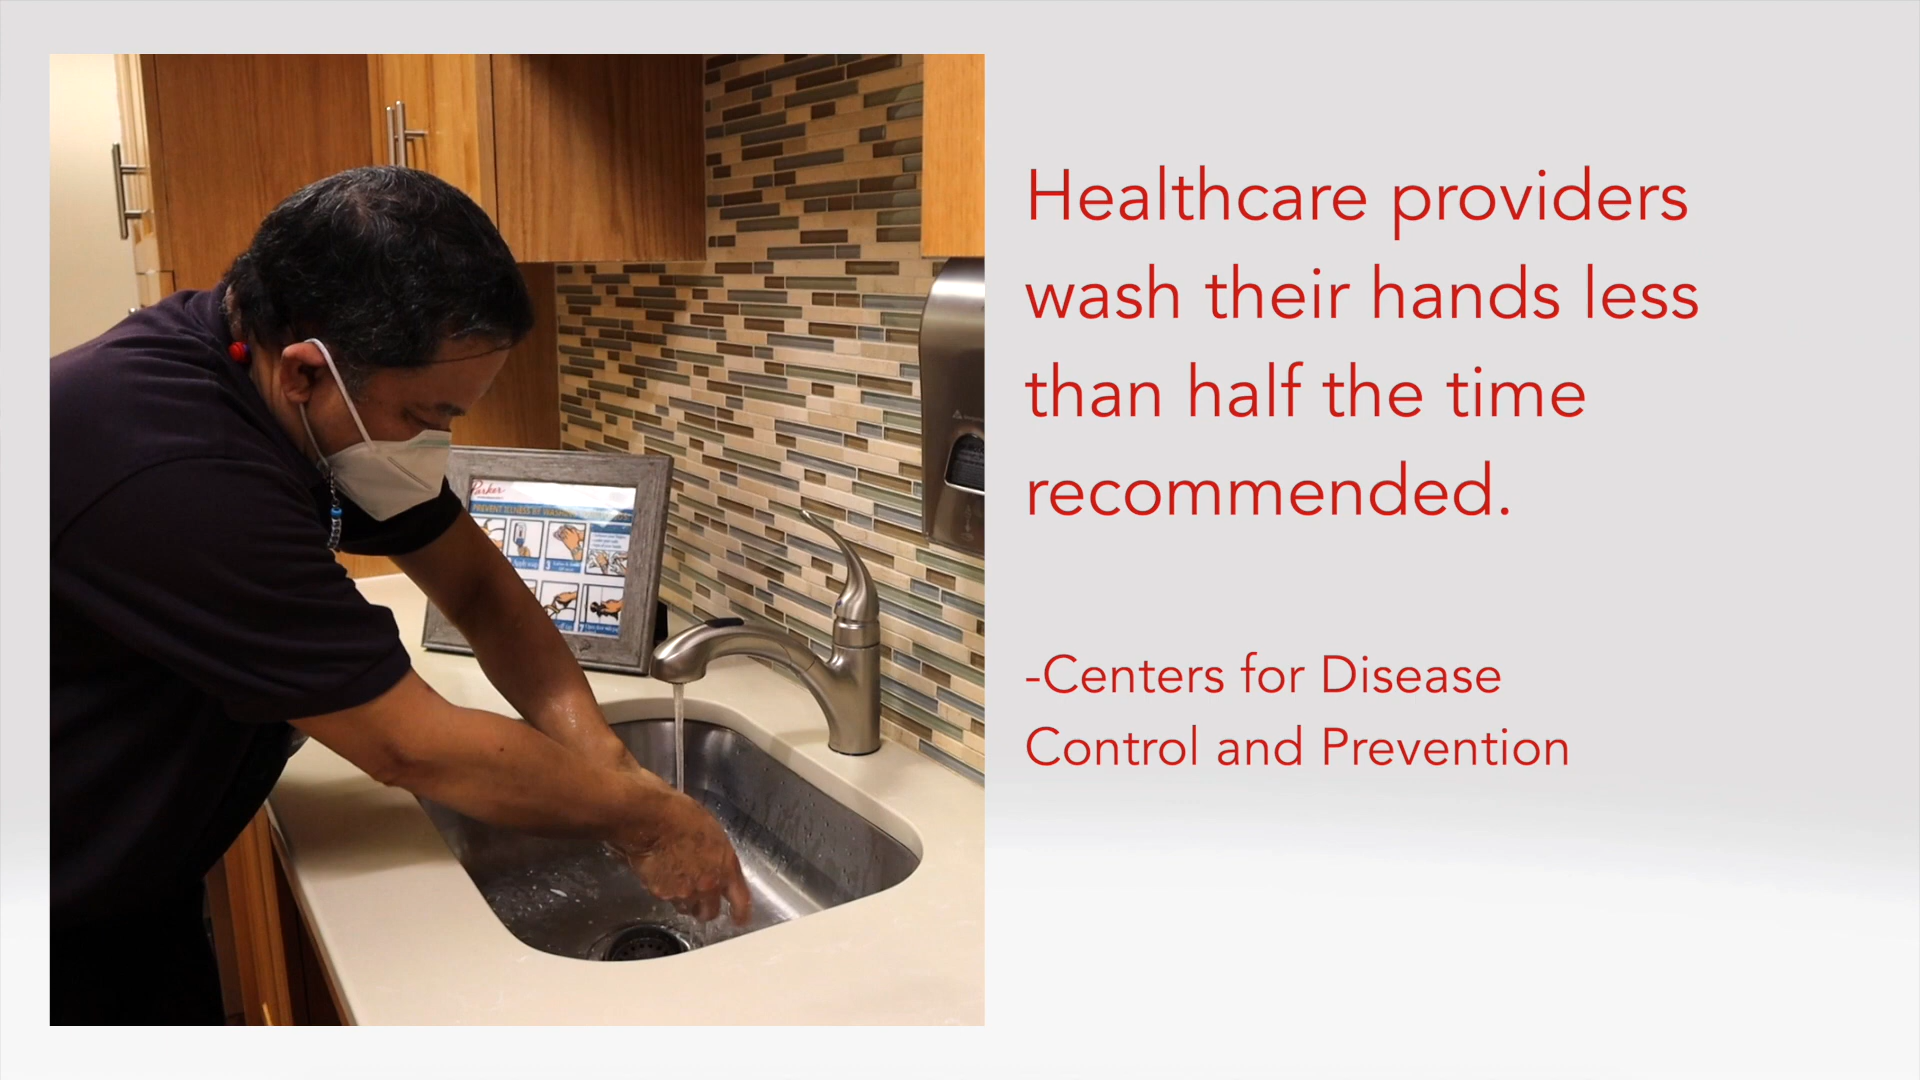 Parker
PREVENT ILLNESS BY WASHING
Healthcare providers
wash their hands less
than half the time
recommended.
-Centers for Disease
Control and Prevention